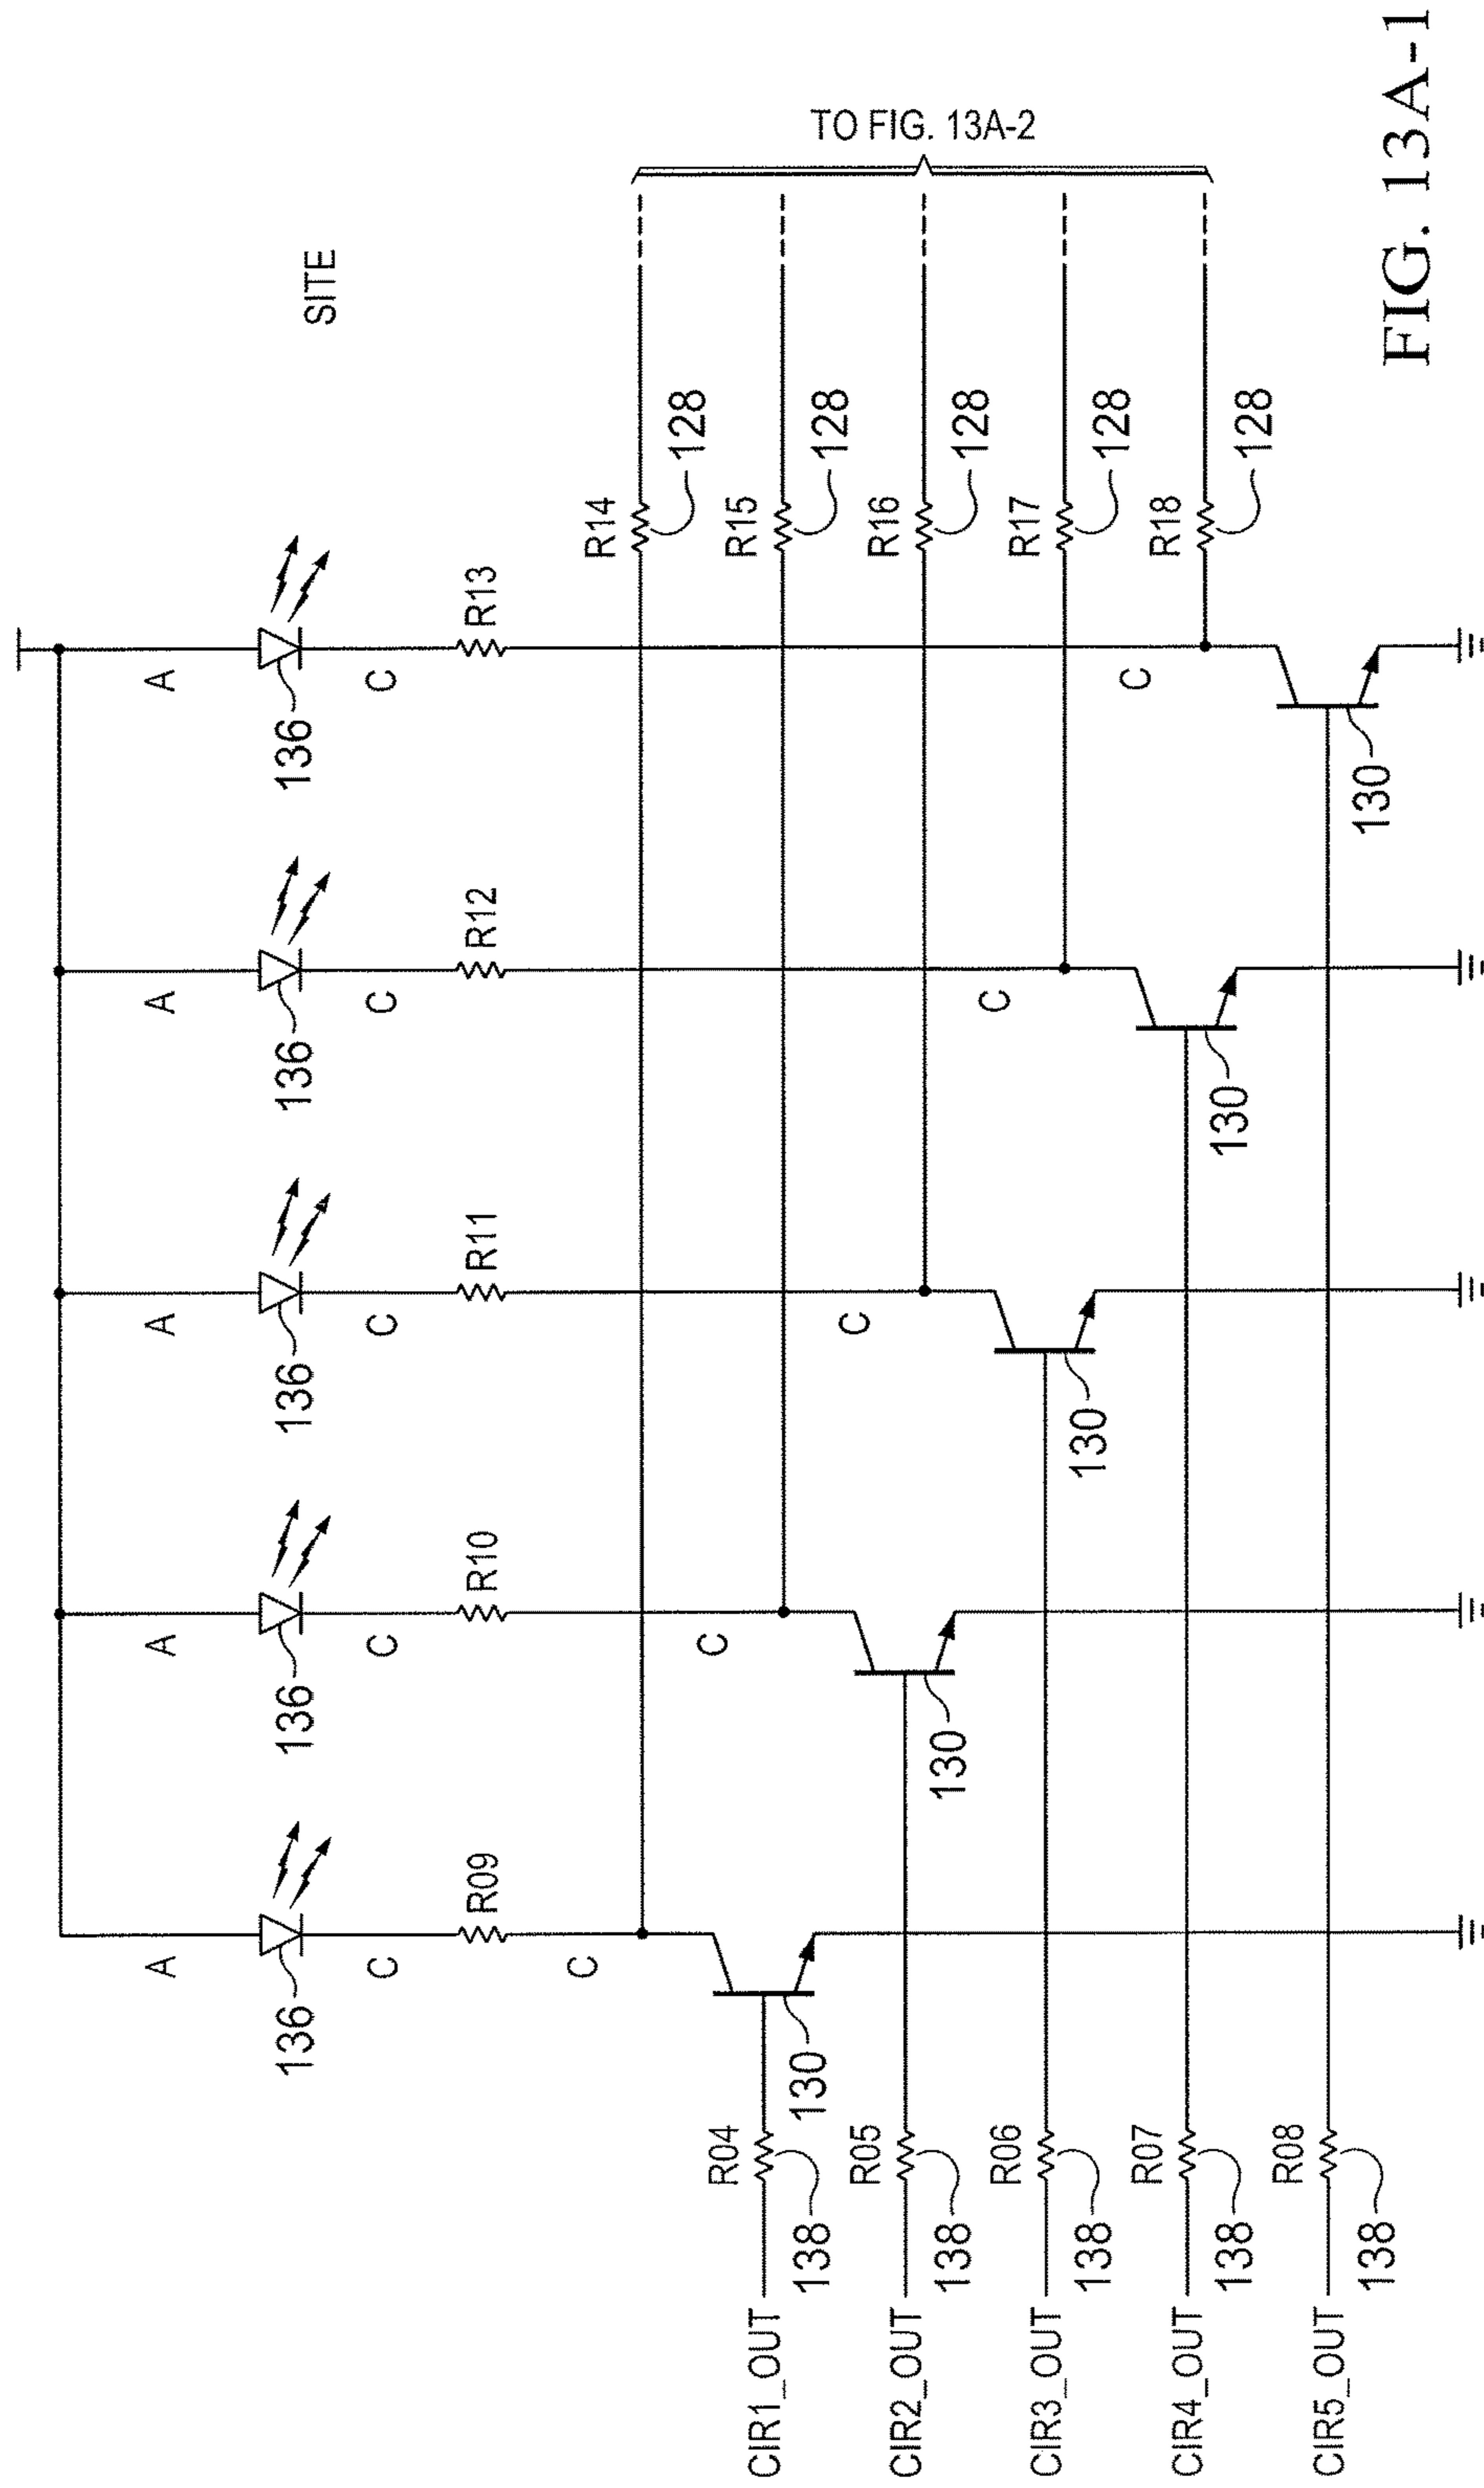 SITE
A A A A A
136 136 136 136 136
C C C C C
R09 R10 R11 R12 R13
R14
128
C
CIR1_OUT
R04
138
130
R15
128
C
CIR2_OUT
R05
138
130
R16
128
C
CIR3_OUT
R06
138
130
R17
128
C
CIR4_OUT
R07
138
130
R18
128
C
CIR5_OUT
R08
138
130
TO FIG. 13A-2
FIG. 13A-1